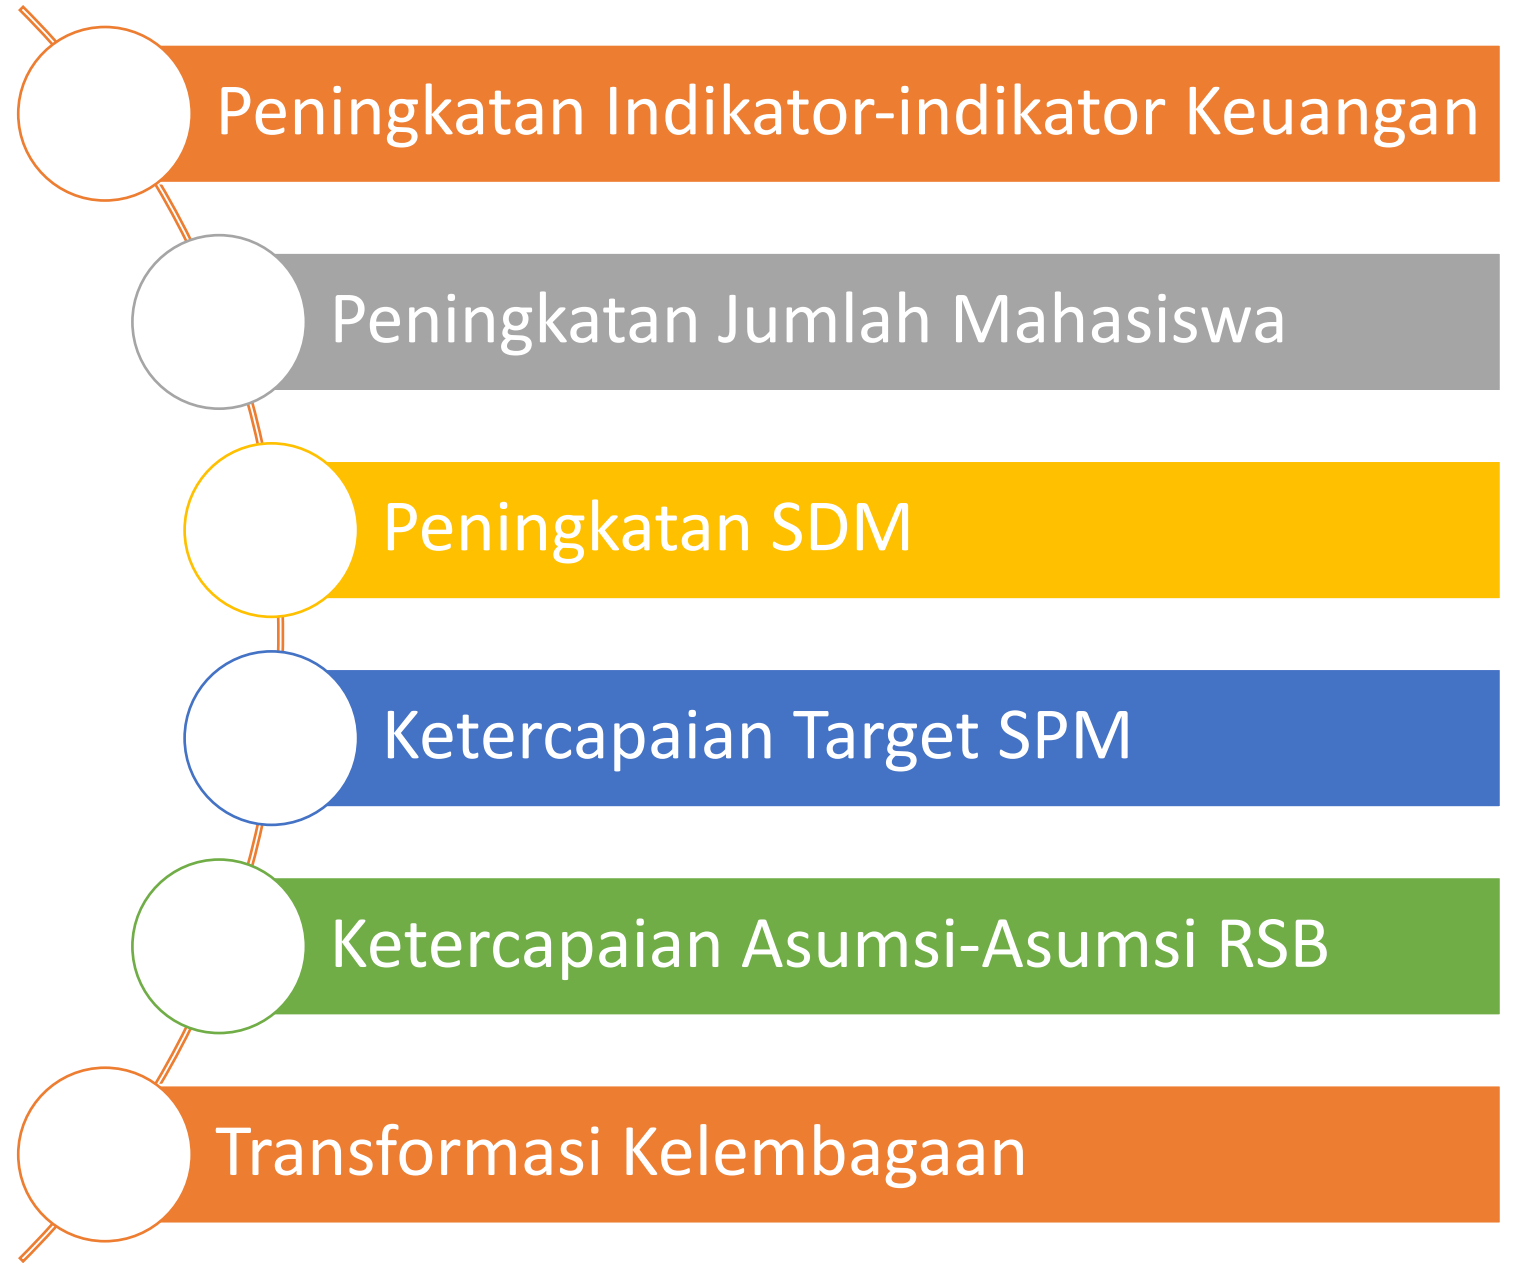 Peningkatan Indikator-indikator Keuangan
Peningkatan Jumlah Mahasiswa
Peningkatan SDM
Ketercapaian Target SPM
Ketercapaian Asumsi-Asumsi RSB
Transformasi Kelembagaan